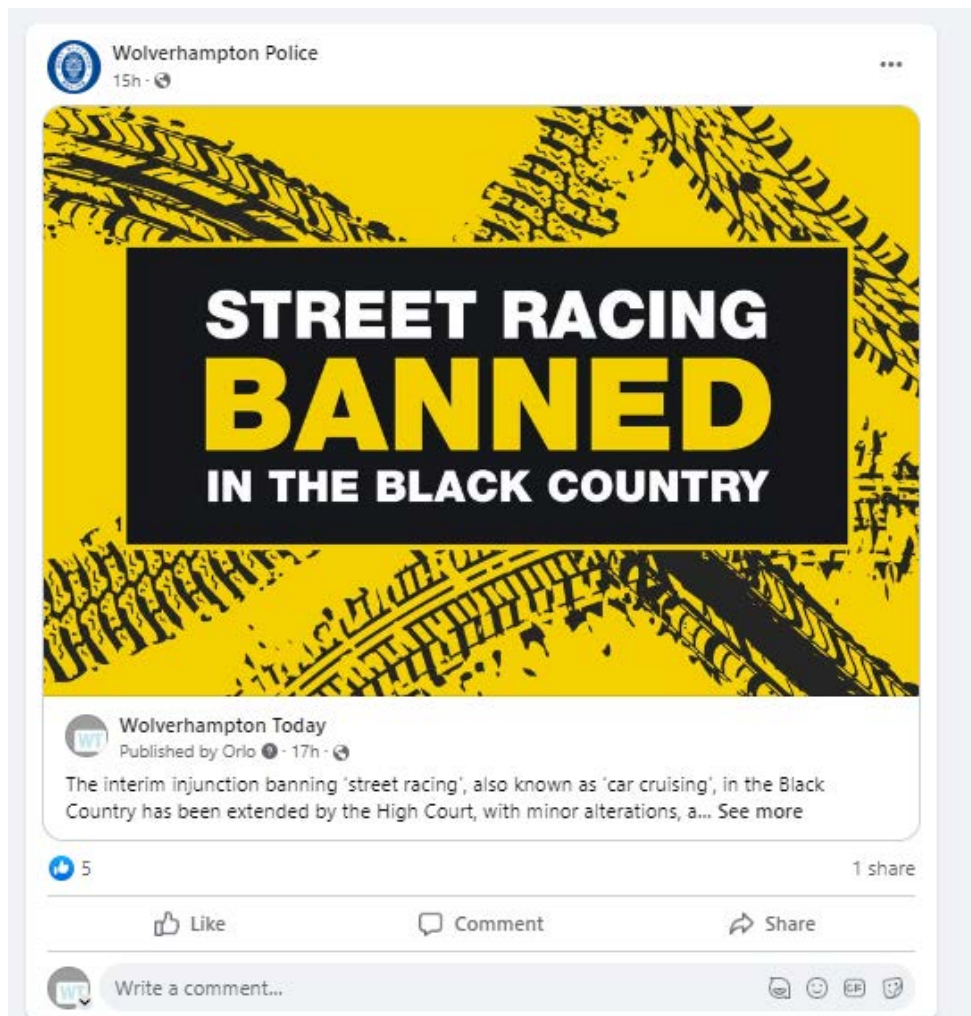 Wolverhampton Police
15h ·
STREET RACING
BANNED
IN THE BLACK COUNTRY
Wolverhampton Today
Published by Orlo · 17h ·
The interim injunction banning 'street racing', also known as 'car cruising', in the Black
Country has been extended by the High Court, with minor alterations, a... See more
5
1 share
Like
Comment
Share
WT
Write a comment...
GIF